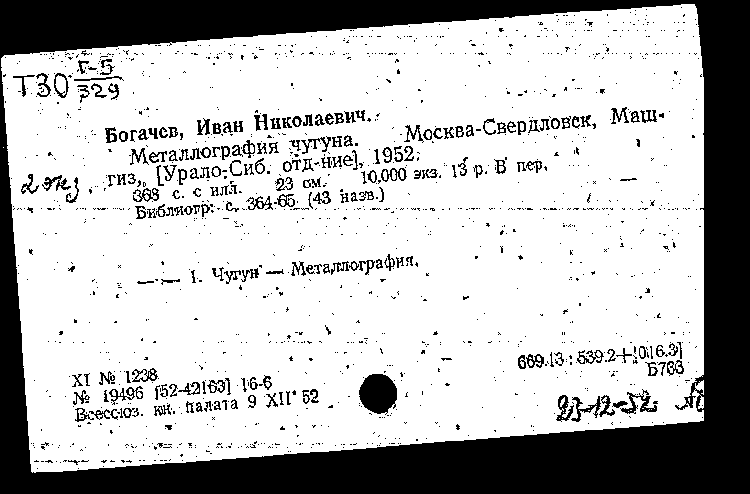 Т30 Г-5
329
Богачев, Иван Николаевич.
Металлография чугуна. Москва-Свердловск, Маш-
2 экз. гиз, [Урало-Сиб. отд-ние], 1952.
368 с. с илл. 23 см. 10,000 экз. 13 р. В пер.
Библиогр: с. 364-65 (43 назв.)
— — 1. Чугун — Металлография.
XI № 1238
№ 19496 [52-42163] 16-6
Всесоюз. кн. палата 9 XII 52
669.13 : 539.2+[016.3]
Б733
23-12-52